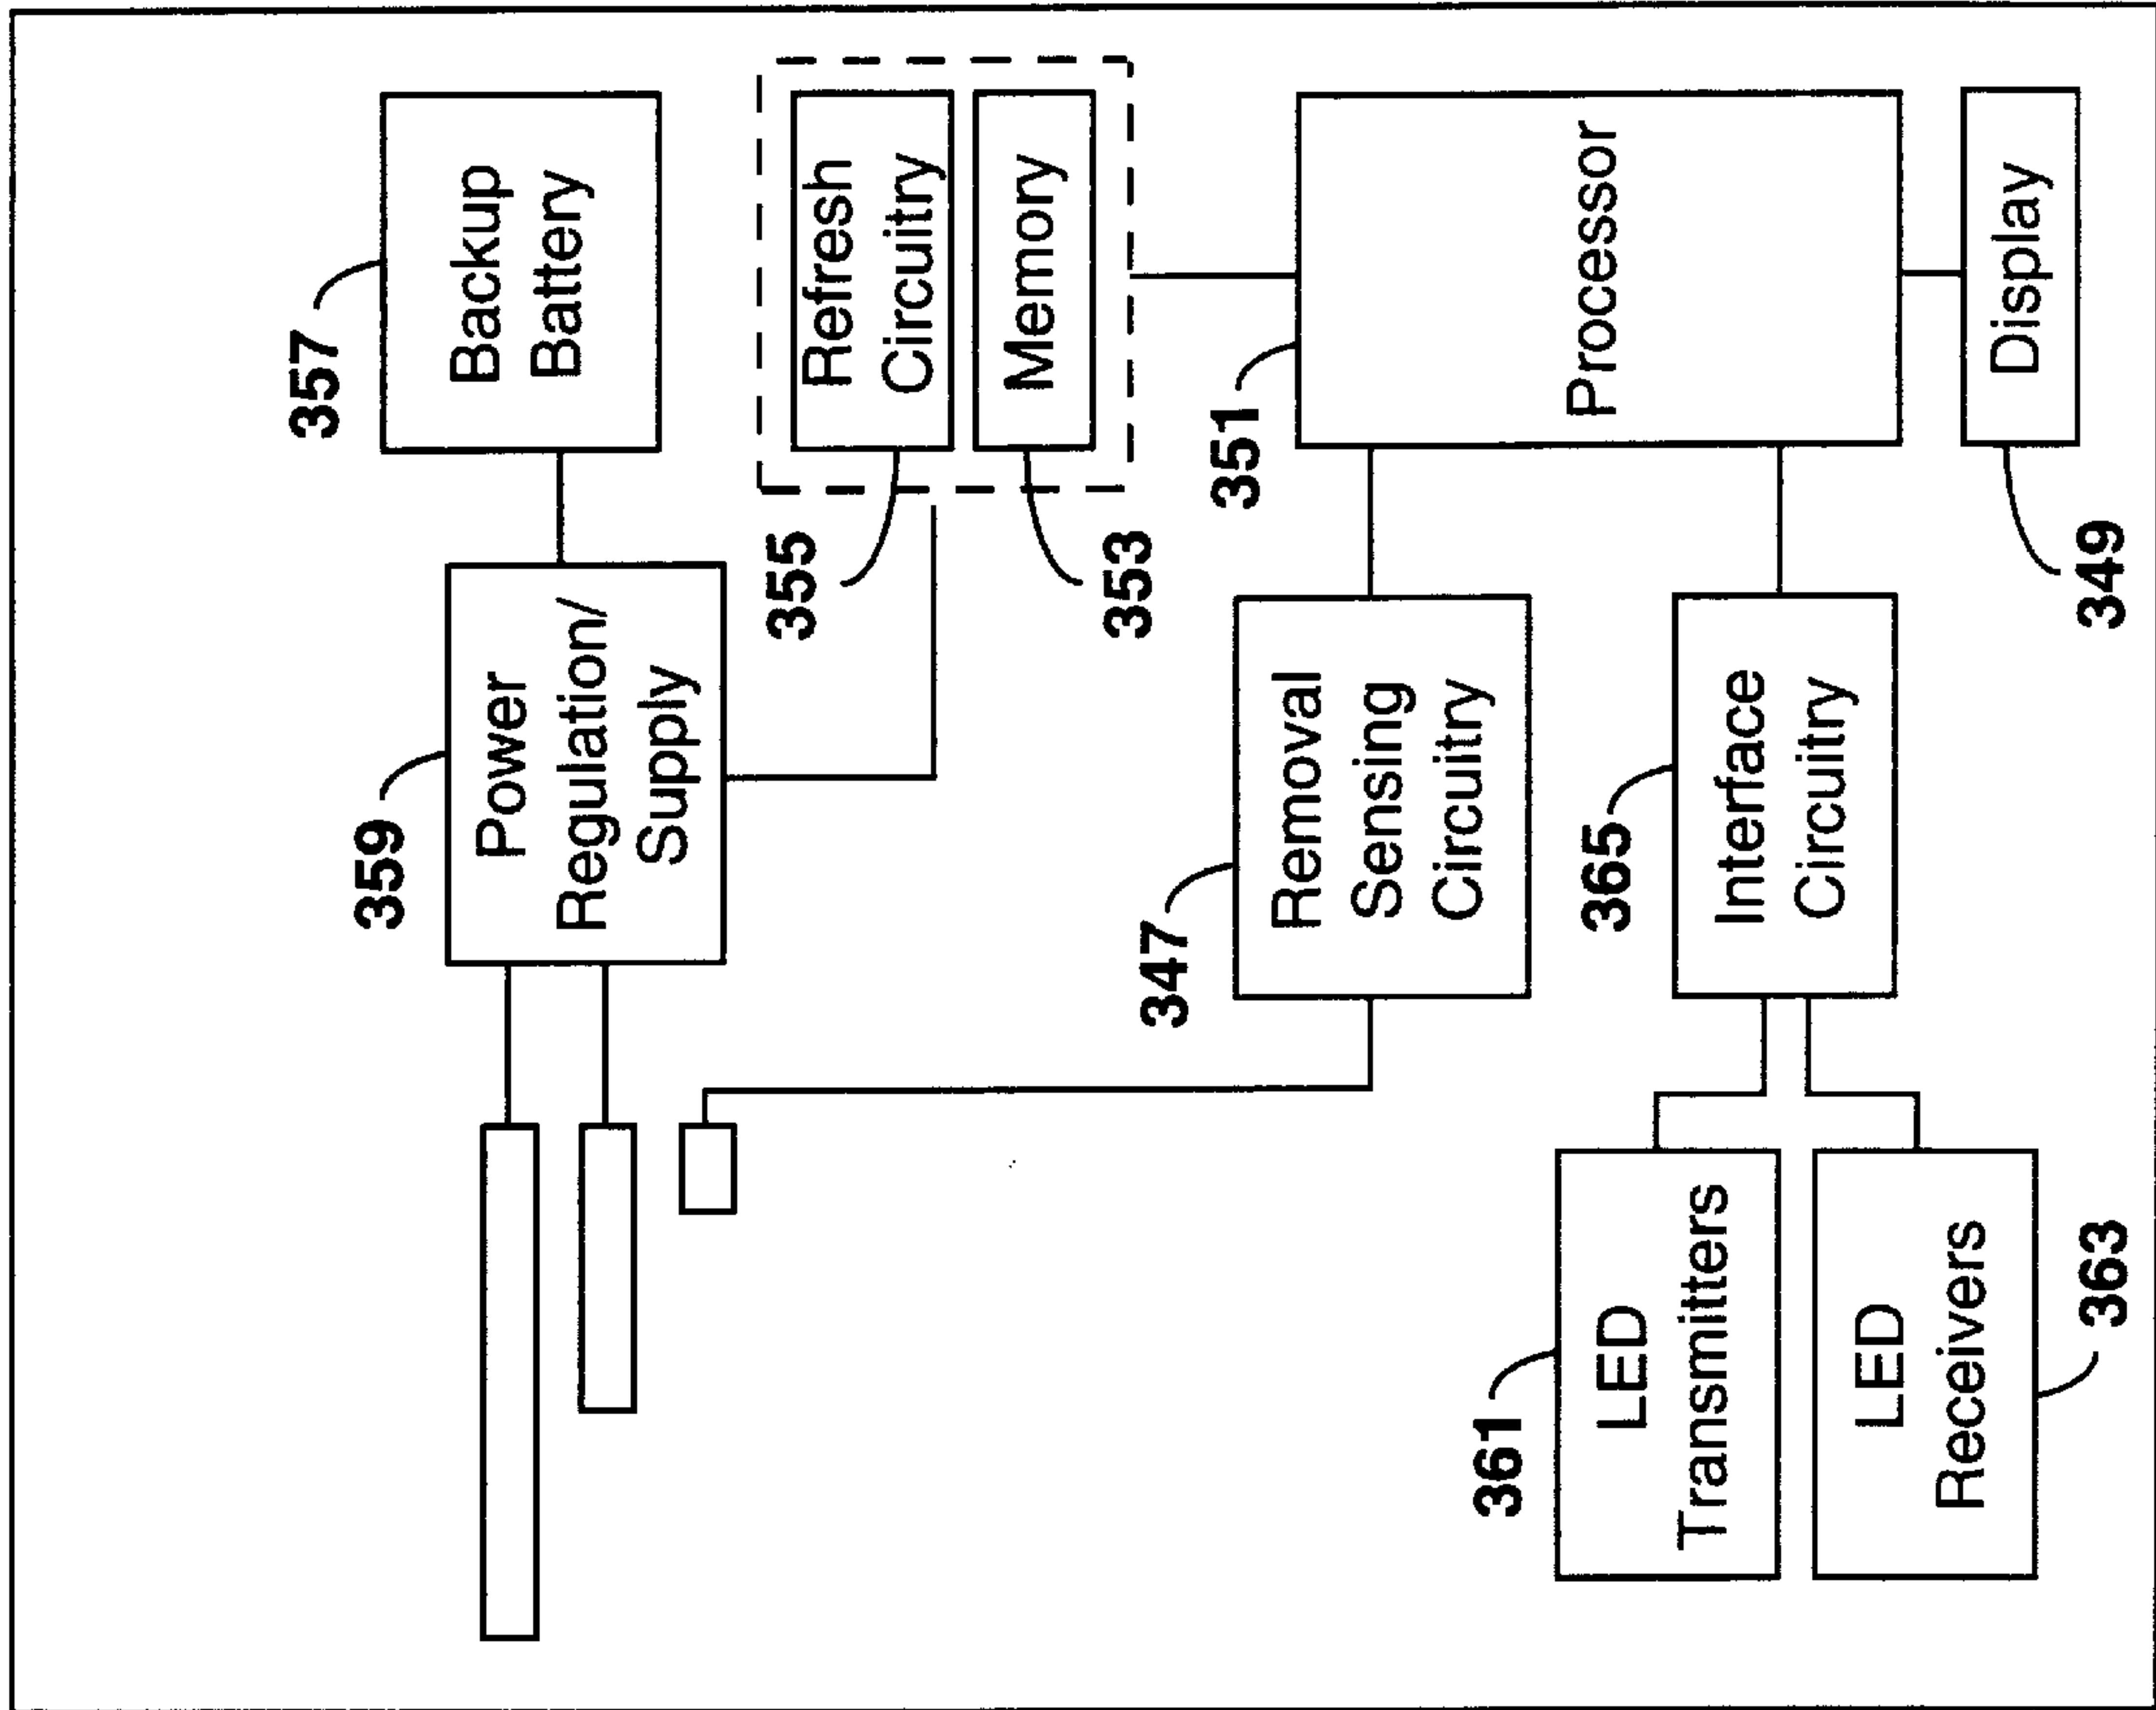 357
Backup
Battery
359
Power
Regulation/
Supply
355
Refresh
Circuitry
353
Memory
351
Processor
347
Removal
Sensing
Circuitry
365
Interface
Circuitry
349
Display
361
LED
Transmitters
363
LED
Receivers